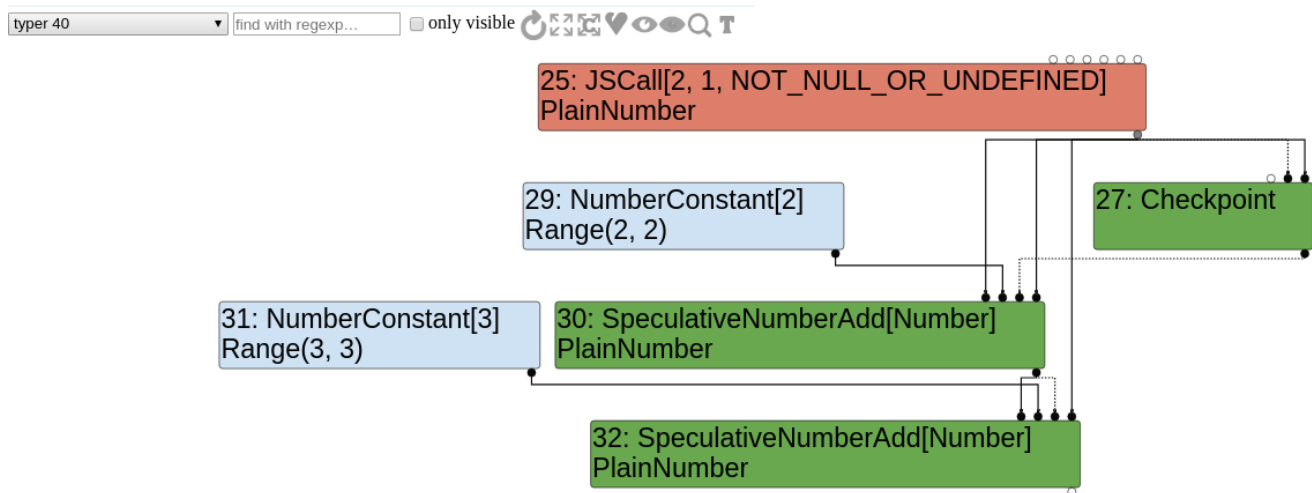 typer 40
find with regexp...
only visible
T
25: JSCall[2, 1, NOT_NULL_OR_UNDEFINED]
PlainNumber
29: NumberConstant[2]
Range(2, 2)
27: Checkpoint
31: NumberConstant[3]
Range(3, 3)
30: SpeculativeNumberAdd[Number]
PlainNumber
32: SpeculativeNumberAdd[Number]
PlainNumber